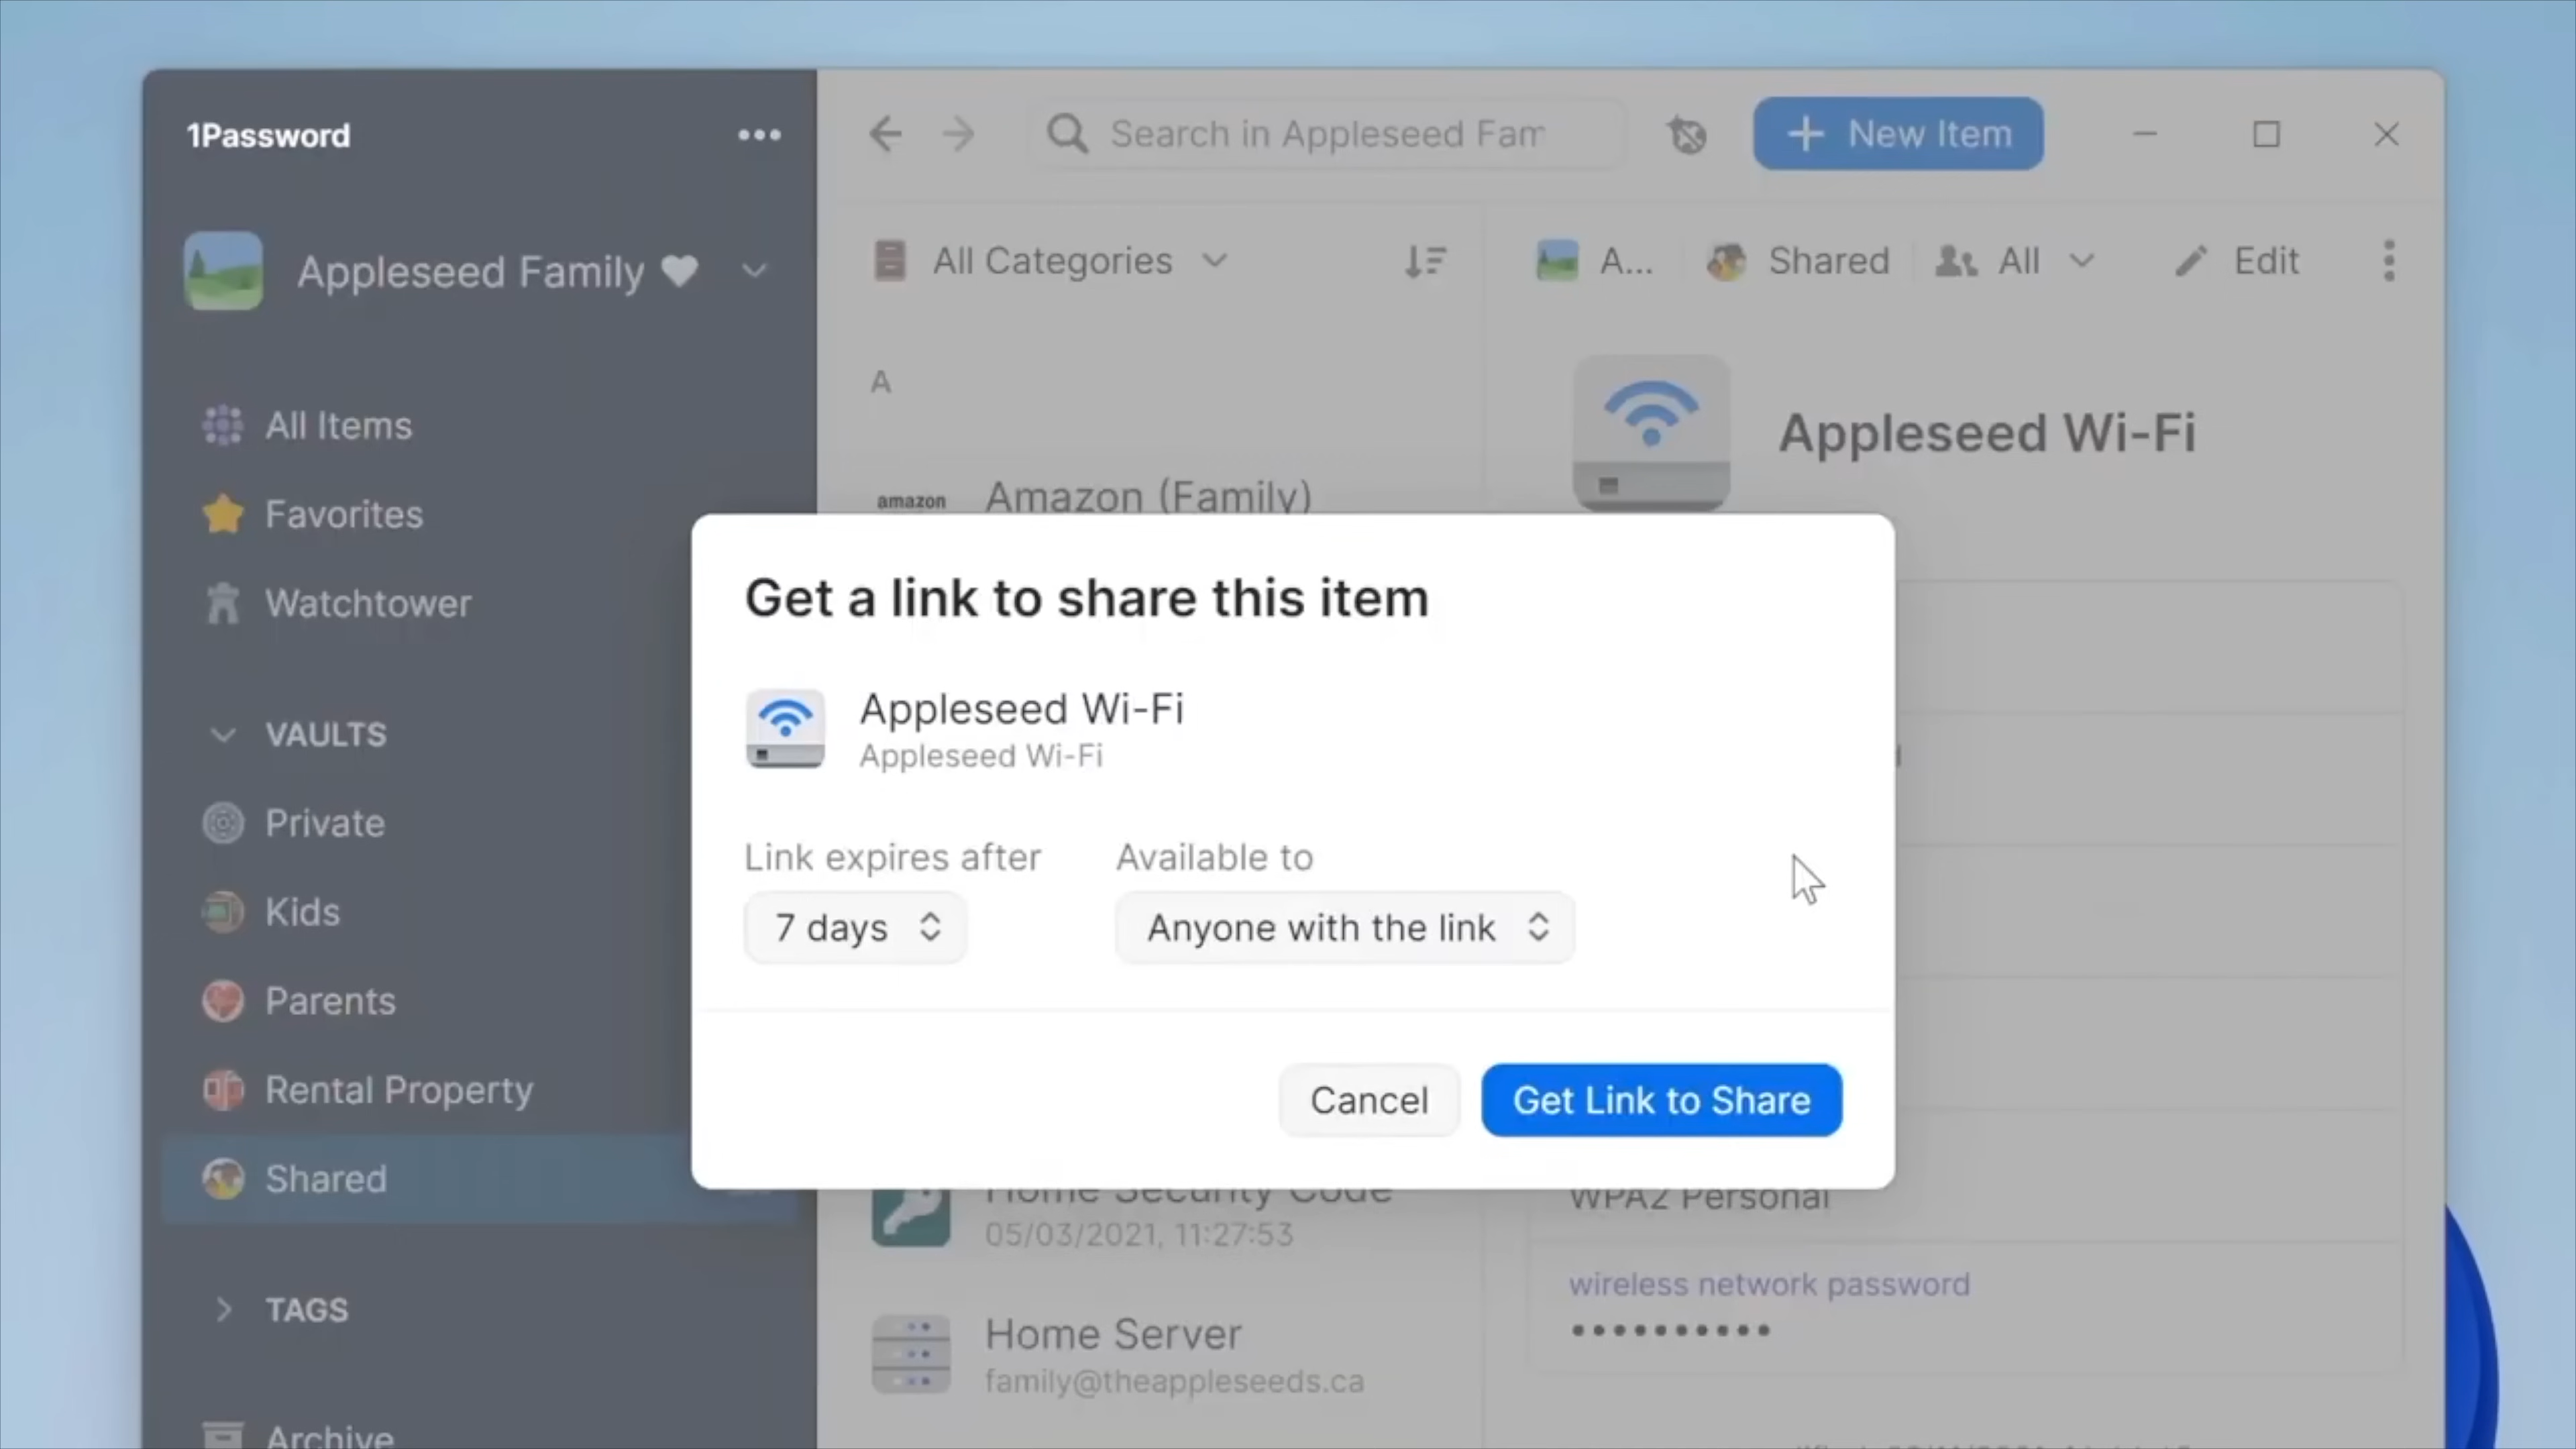 1Password
Search in Appleseed Fam
New Item
Appleseed Family
All Categories
A...
Shared
All
Edit
All Items
Favorites
Watchtower
VAULTS
Private
Kids
Parents
Rental Property
Shared
TAGS
Archive
A
amazon
Amazon (Family)
Appleseed Wi-Fi
Get a link to share this item
Appleseed Wi-Fi
Appleseed Wi-Fi
Link expires after
Available to
7 days
Anyone with the link
Cancel
Get Link to Share
Home Security Code
05/03/2021, 11:27:53
Home Server
family@theappleseeds.ca
WPA2 Personal
wireless network password
••••••••••